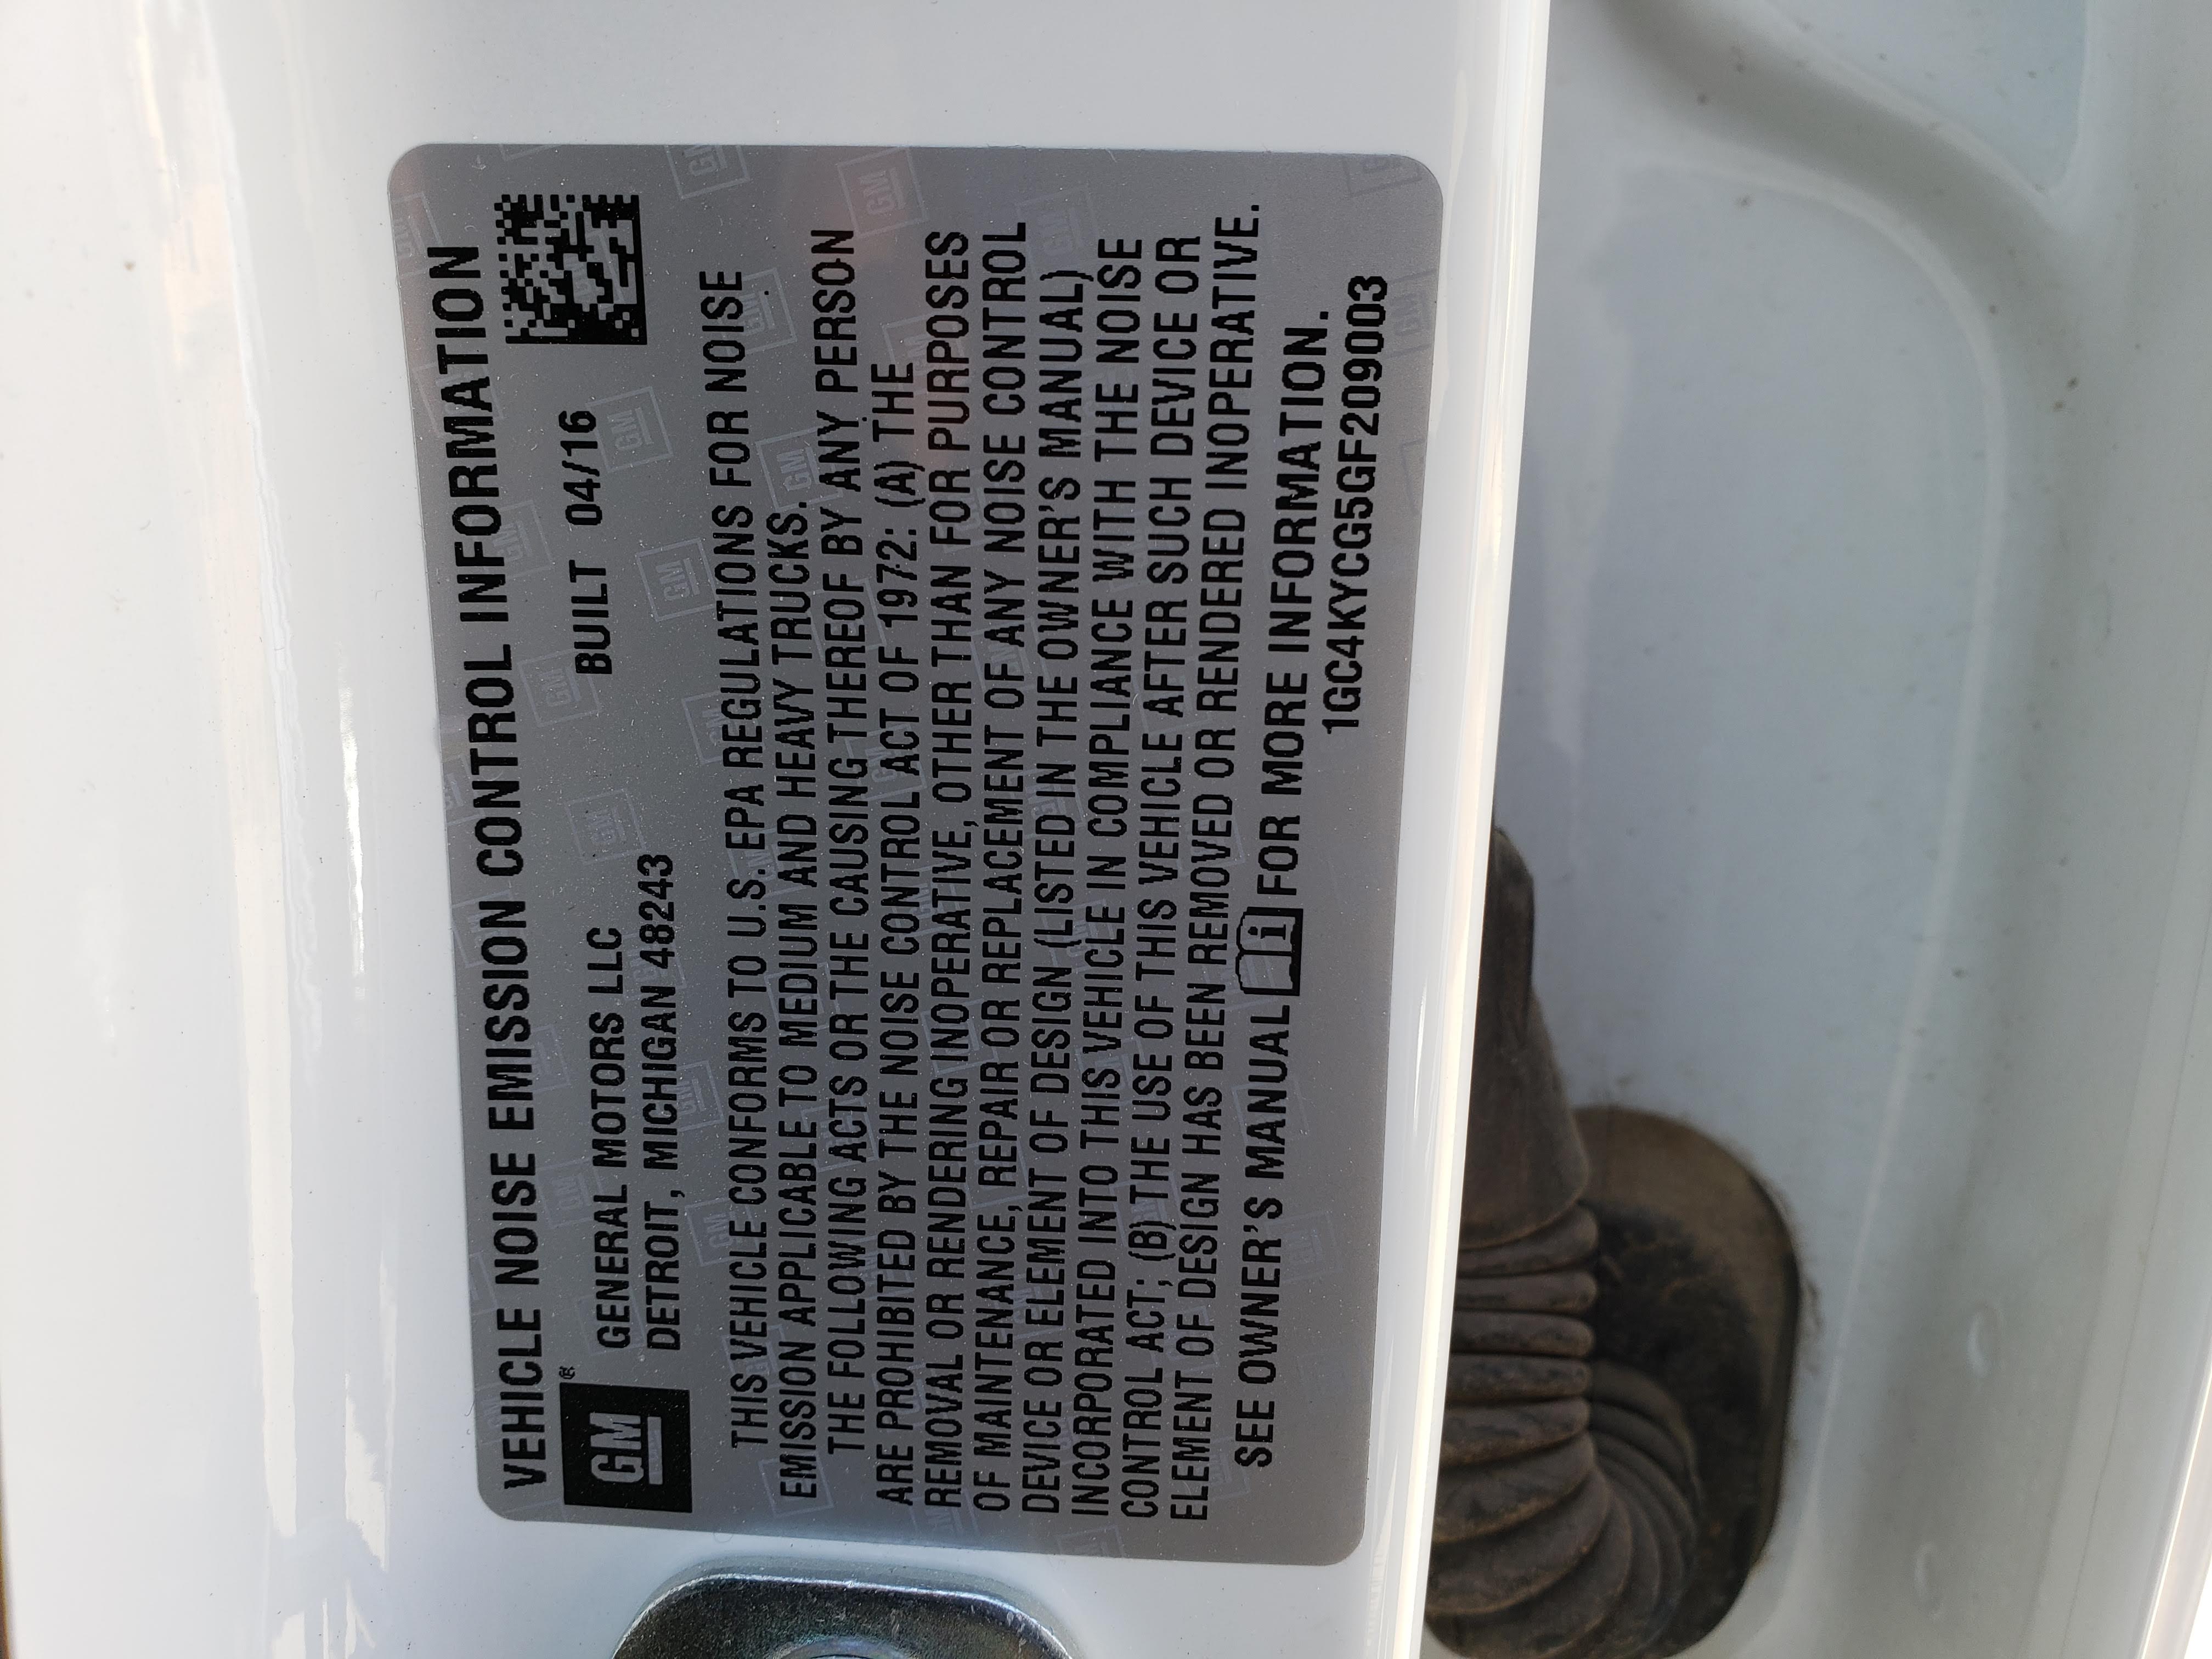 VEHICLE NOISE EMISSION CONTROL INFORMATION
GM®
GENERAL MOTORS LLC
DETROIT, MICHIGAN 48243
BUILT 04/16
THIS VEHICLE CONFORMS TO U.S. EPA REGULATIONS FOR NOISE
EMISSION APPLICABLE TO MEDIUM AND HEAVY TRUCKS.
THE FOLLOWING ACTS OR THE CAUSING THEREOF BY ANY PERSON
ARE PROHIBITED BY THE NOISE CONTROL ACT OF 1972: (A) THE
REMOVAL OR RENDERING INOPERATIVE, OTHER THAN FOR PURPOSES
OF MAINTENANCE, REPAIR OR REPLACEMENT OF ANY NOISE CONTROL
DEVICE OR ELEMENT OF DESIGN (LISTED IN THE OWNER'S MANUAL)
INCORPORATED INTO THIS VEHICLE IN COMPLIANCE WITH THE NOISE
CONTROL ACT; (B) THE USE OF THIS VEHICLE AFTER SUCH DEVICE OR
ELEMENT OF DESIGN HAS BEEN REMOVED OR RENDERED INOPERATIVE.
SEE OWNER'S MANUAL i FOR MORE INFORMATION.
1GC4KYCG5GF209003